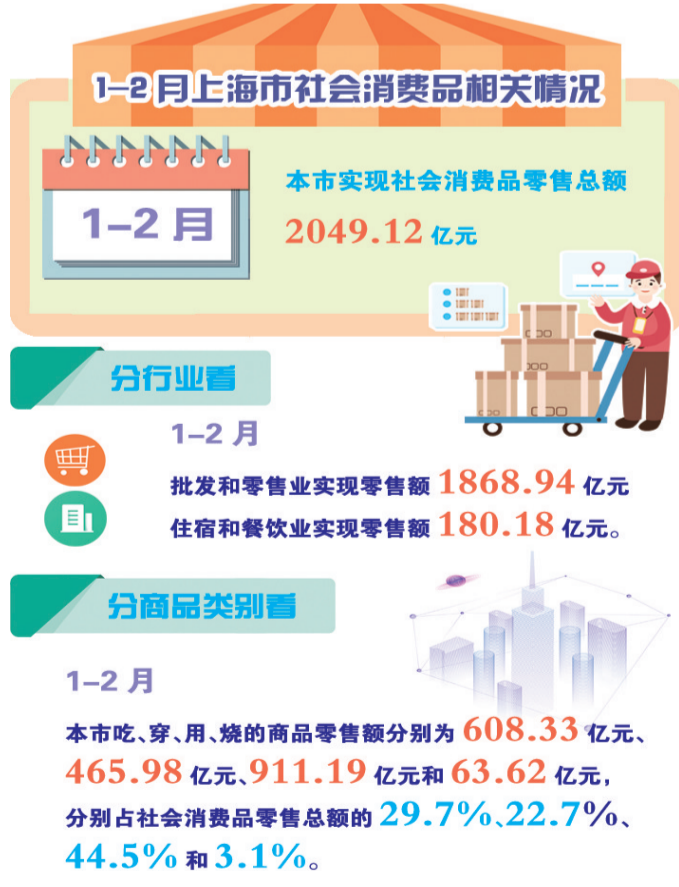 1–2月上海市社会消费品相关情况
1–2 月
本市实现社会消费品零售总额
2049.12 亿元
分行业看
1–2 月
批发和零售业实现零售额 1868.94 亿元
住宿和餐饮业实现零售额 180.18 亿元。
分商品类别看
1–2 月
本市吃、穿、用、烧的商品零售额分别为 608.33 亿元、
465.98 亿元、911.19 亿元和 63.62 亿元，
分别占社会消费品零售总额的 29.7%、22.7%、
44.5% 和 3.1%。